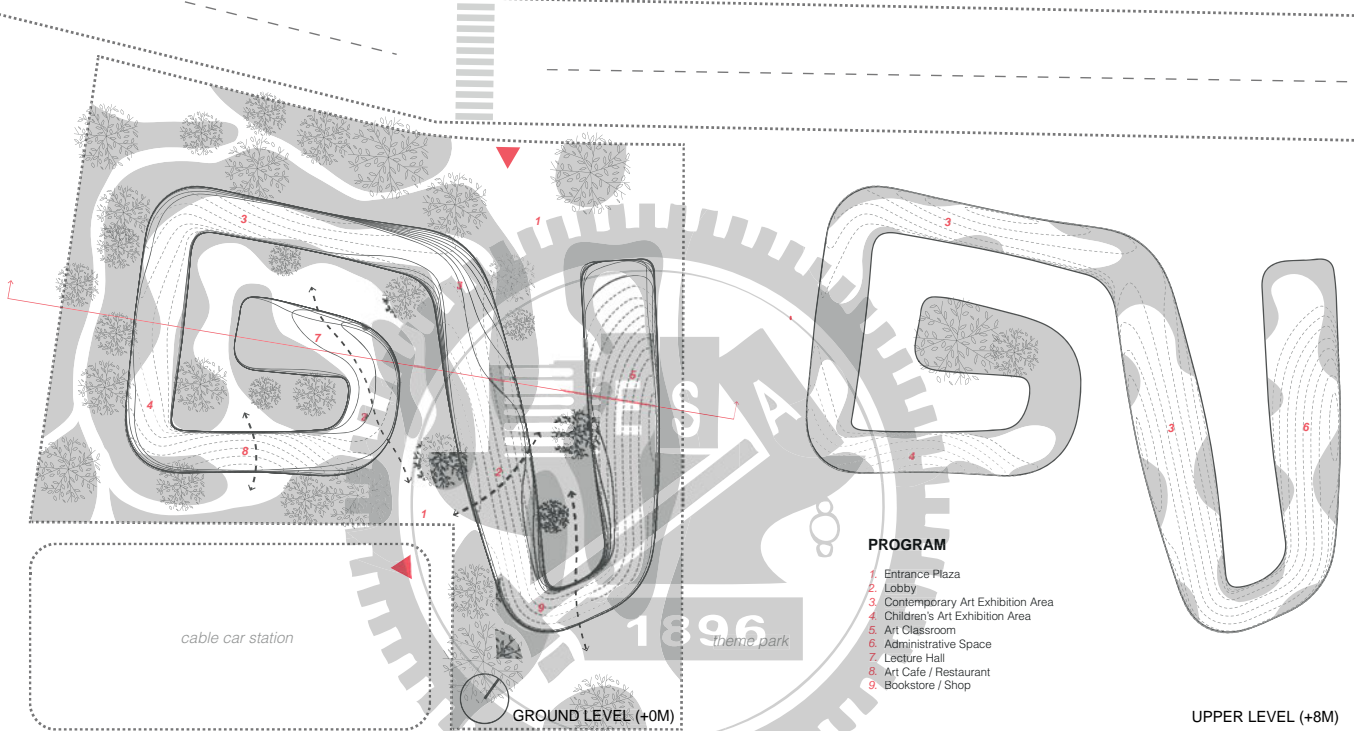 3
1
3
3
7
5
4
2
8
3
6
4
2
1
9
E S A
1896
cable car station
theme park
PROGRAM
1. Entrance Plaza
2. Lobby
3. Contemporary Art Exhibition Area
4. Children's Art Exhibition Area
5. Art Classroom
6. Administrative Space
7. Lecture Hall
8. Art Cafe / Restaurant
9. Bookstore / Shop
GROUND LEVEL (+0M)
UPPER LEVEL (+8M)